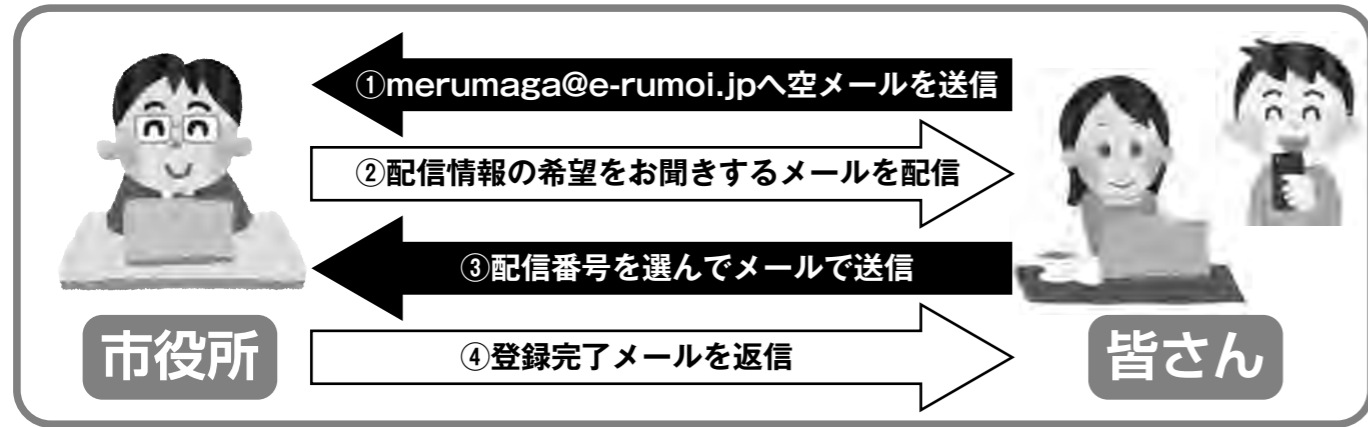 ①merumaga@e-rumoi.jpへ空メールを送信
②配信情報の希望をお聞きするメールを配信
③配信番号を選んでメールで送信
④登録完了メールを返信
市役所
皆さん